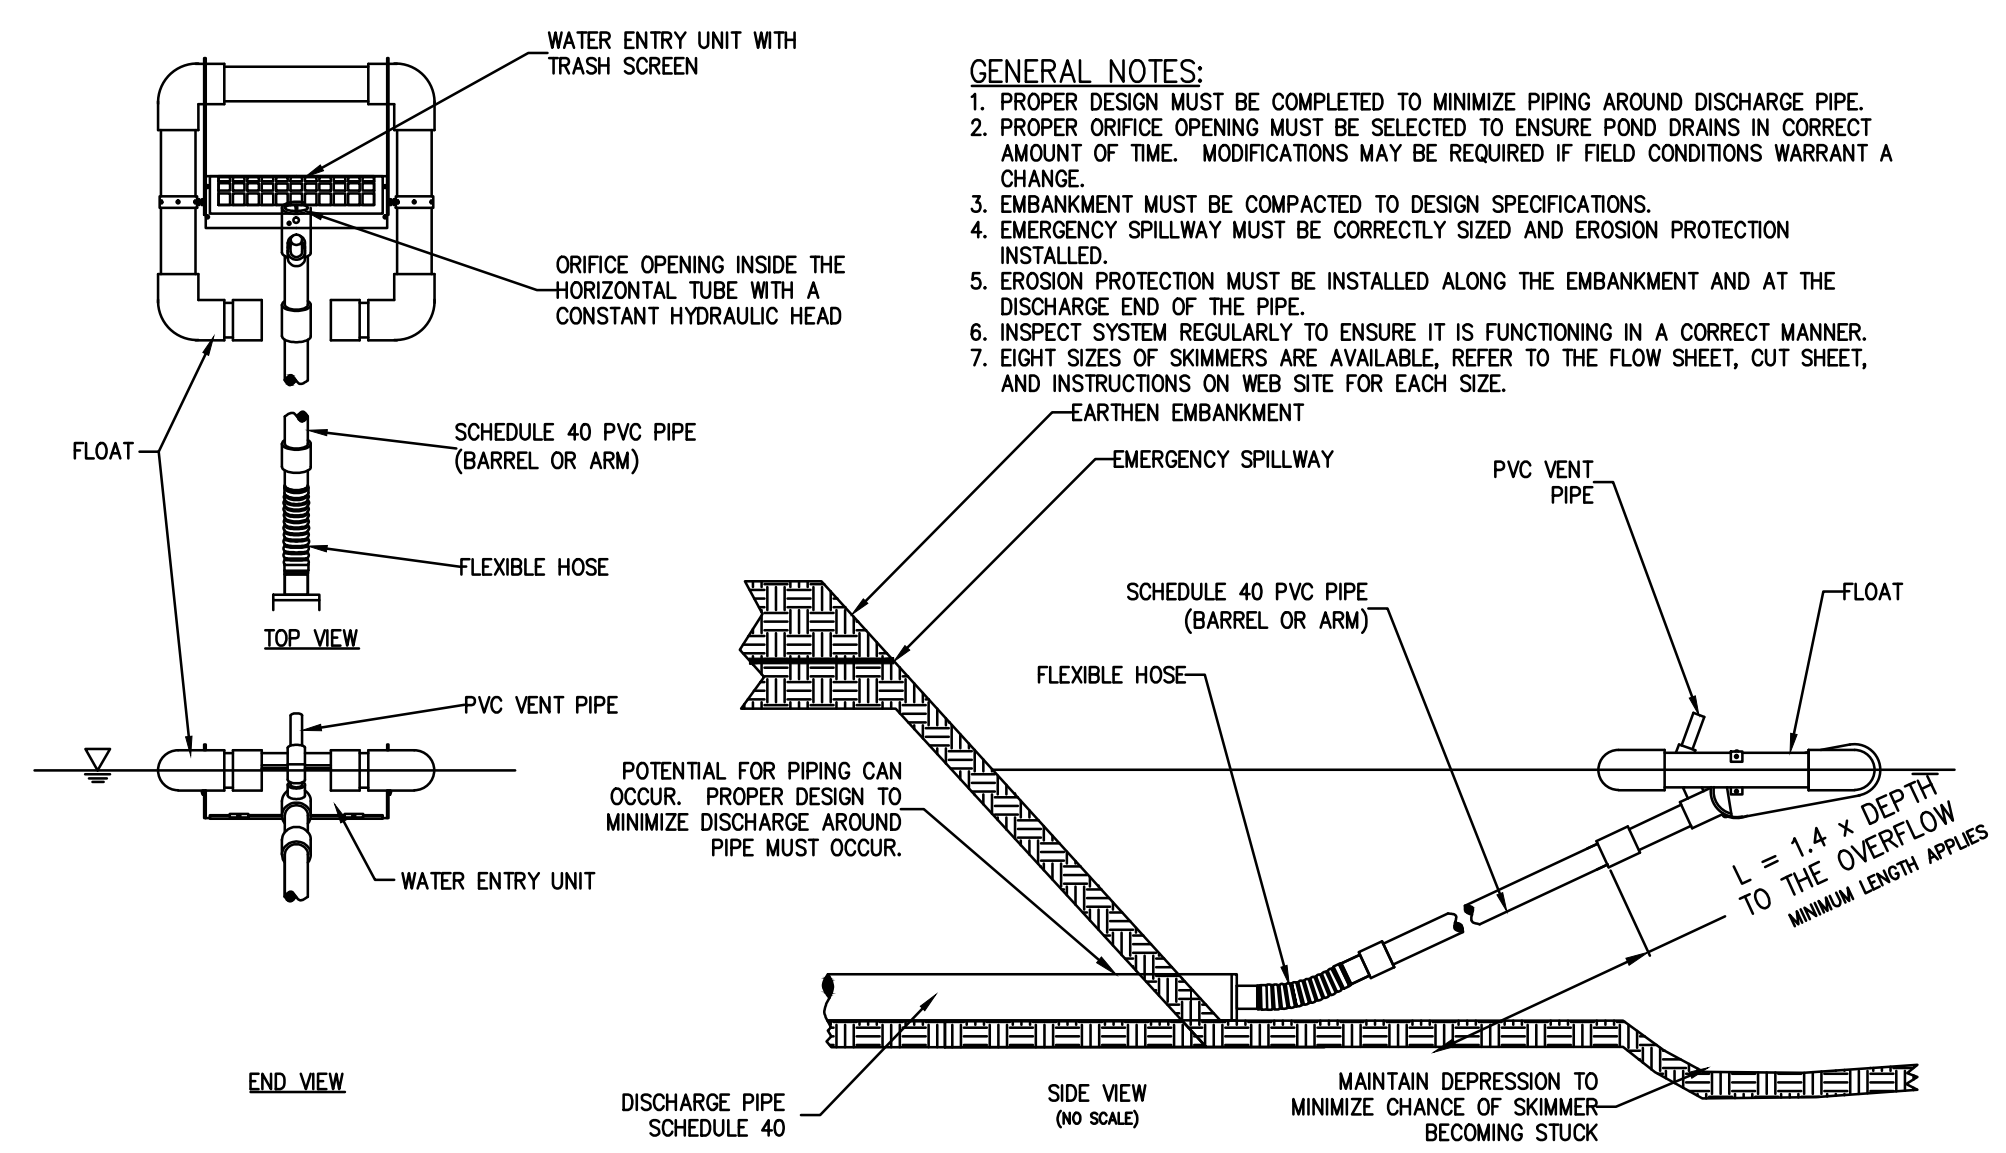 WATER ENTRY UNIT WITH
TRASH SCREEN
ORIFICE OPENING INSIDE THE
HORIZONTAL TUBE WITH A
CONSTANT HYDRAULIC HEAD
SCHEDULE 40 PVC PIPE
(BARREL OR ARM)
FLOAT
FLEXIBLE HOSE
TOP VIEW
PVC VENT PIPE
WATER ENTRY UNIT
END VIEW
GENERAL NOTES:
1. PROPER DESIGN MUST BE COMPLETED TO MINIMIZE PIPING AROUND DISCHARGE PIPE.
2. PROPER ORIFICE OPENING MUST BE SELECTED TO ENSURE POND DRAINS IN CORRECT
AMOUNT OF TIME. MODIFICATIONS MAY BE REQUIRED IF FIELD CONDITIONS WARRANT A
CHANGE.
3. EMBANKMENT MUST BE COMPACTED TO DESIGN SPECIFICATIONS.
4. EMERGENCY SPILLWAY MUST BE CORRECTLY SIZED AND EROSION PROTECTION
INSTALLED.
5. EROSION PROTECTION MUST BE INSTALLED ALONG THE EMBANKMENT AND AT THE
DISCHARGE END OF THE PIPE.
6. INSPECT SYSTEM REGULARLY TO ENSURE IT IS FUNCTIONING IN A CORRECT MANNER.
7. EIGHT SIZES OF SKIMMERS ARE AVAILABLE, REFER TO THE FLOW SHEET, CUT SHEET,
AND INSTRUCTIONS ON WEB SITE FOR EACH SIZE.
EARTHEN EMBANKMENT
EMERGENCY SPILLWAY
PVC VENT
PIPE
SCHEDULE 40 PVC PIPE
(BARREL OR ARM)
FLOAT
FLEXIBLE HOSE
POTENTIAL FOR PIPING CAN
OCCUR. PROPER DESIGN TO
MINIMIZE DISCHARGE AROUND
PIPE MUST OCCUR.
L = 1.4 x DEPTH
TO THE OVERFLOW
MINIMUM LENGTH APPLIES
DISCHARGE PIPE
SCHEDULE 40
SIDE VIEW
(NO SCALE)
MAINTAIN DEPRESSION TO
MINIMIZE CHANCE OF SKIMMER
BECOMING STUCK